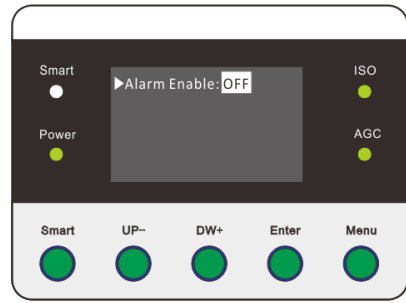 Smart
ISO
▶Alarm Enable: OFF
Power
AGC
Smart UP- DW+ Enter Menu